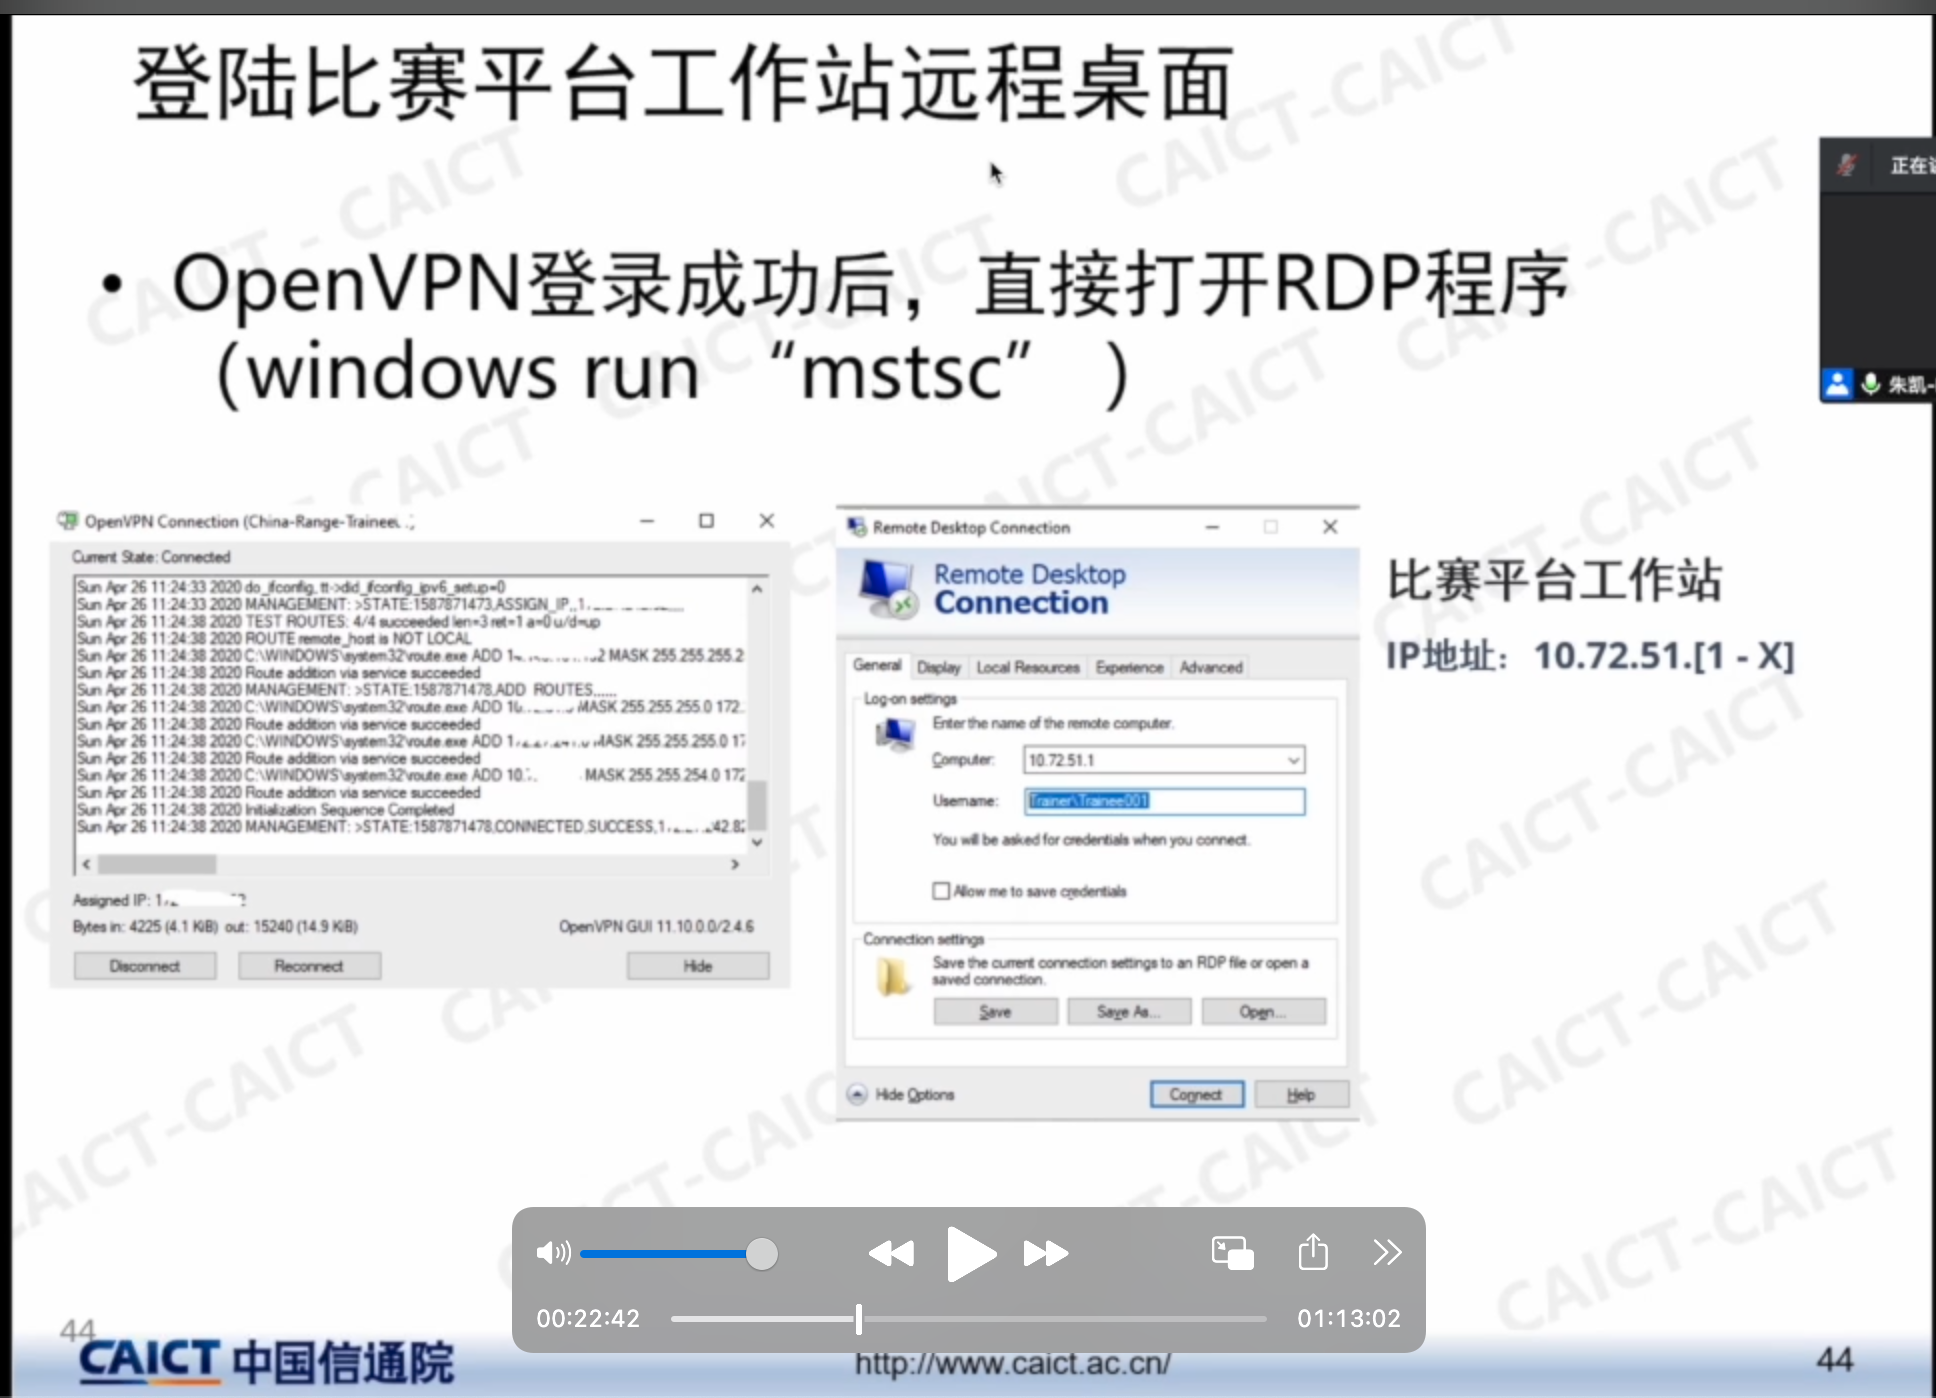 登陆比赛平台工作站远程桌面
正在
朱凯-
• OpenVPN登录成功后，直接打开RDP程序
（windows run “mstsc” ）
OpenVPN Connection (China-Range-Trainee
Current State: Connected
Sun Apr 26 11:24:33 2020 do_ifconfig, tt->did_ifconfig_ipv6_setup=0
Sun Apr 26 11:24:33 2020 MANAGEMENT: >STATE:1587871473,ASSIGN_IP,,1
Sun Apr 26 11:24:38 2020 TEST ROUTES: 4/4 succeeded len=3 ret=1 a=0 u/d=up
Sun Apr 26 11:24:38 2020 ROUTE remote_host is NOT LOCAL
Sun Apr 26 11:24:38 2020 C:\WINDOWS\system32\route.exe ADD 14 2 MASK 255.255.255.2
Sun Apr 26 11:24:38 2020 Route addition via service succeeded
Sun Apr 26 11:24:38 2020 MANAGEMENT: >STATE:1587871478,ADD_ROUTES,,,,,,
Sun Apr 26 11:24:38 2020 C:\WINDOWS\system32\route.exe ADD 10 MASK 255.255.255.0 172.
Sun Apr 26 11:24:38 2020 Route addition via service succeeded
Sun Apr 26 11:24:38 2020 C:\WINDOWS\system32\route.exe ADD 1 MASK 255.255.255.0 17
Sun Apr 26 11:24:38 2020 Route addition via service succeeded
Sun Apr 26 11:24:38 2020 C:\WINDOWS\system32\route.exe ADD 10. MASK 255.255.254.0 172
Sun Apr 26 11:24:38 2020 Route addition via service succeeded
Sun Apr 26 11:24:38 2020 Initialization Sequence Completed
Sun Apr 26 11:24:38 2020 MANAGEMENT: >STATE:1587871478,CONNECTED,SUCCESS,1 42.82
Assigned IP: 1
Bytes in: 4225 (4.1 KiB) out: 15240 (14.9 KiB)
OpenVPN GUI 11.10.0.0/2.4.6
Disconnect
Reconnect
Hide
Remote Desktop Connection
Remote Desktop
Connection
General Display Local Resources Experience Advanced
Log-on settings
Enter the name of the remote computer.
Computer: 10.72.51.1
Username: Trainer\Trainee001
You will be asked for credentials when you connect.
Allow me to save credentials
Connection settings
Save the current connection settings to an RDP file or open a
saved connection.
Save
Save As...
Open...
Hide Options
Connect
Help
比赛平台工作站
IP地址：10.72.51.[1 - X]
00:22:42
01:13:02
44
CAICT 中国信通院
http://www.caict.ac.cn/
44
CAICT - CAICT
CAICT-CAICT